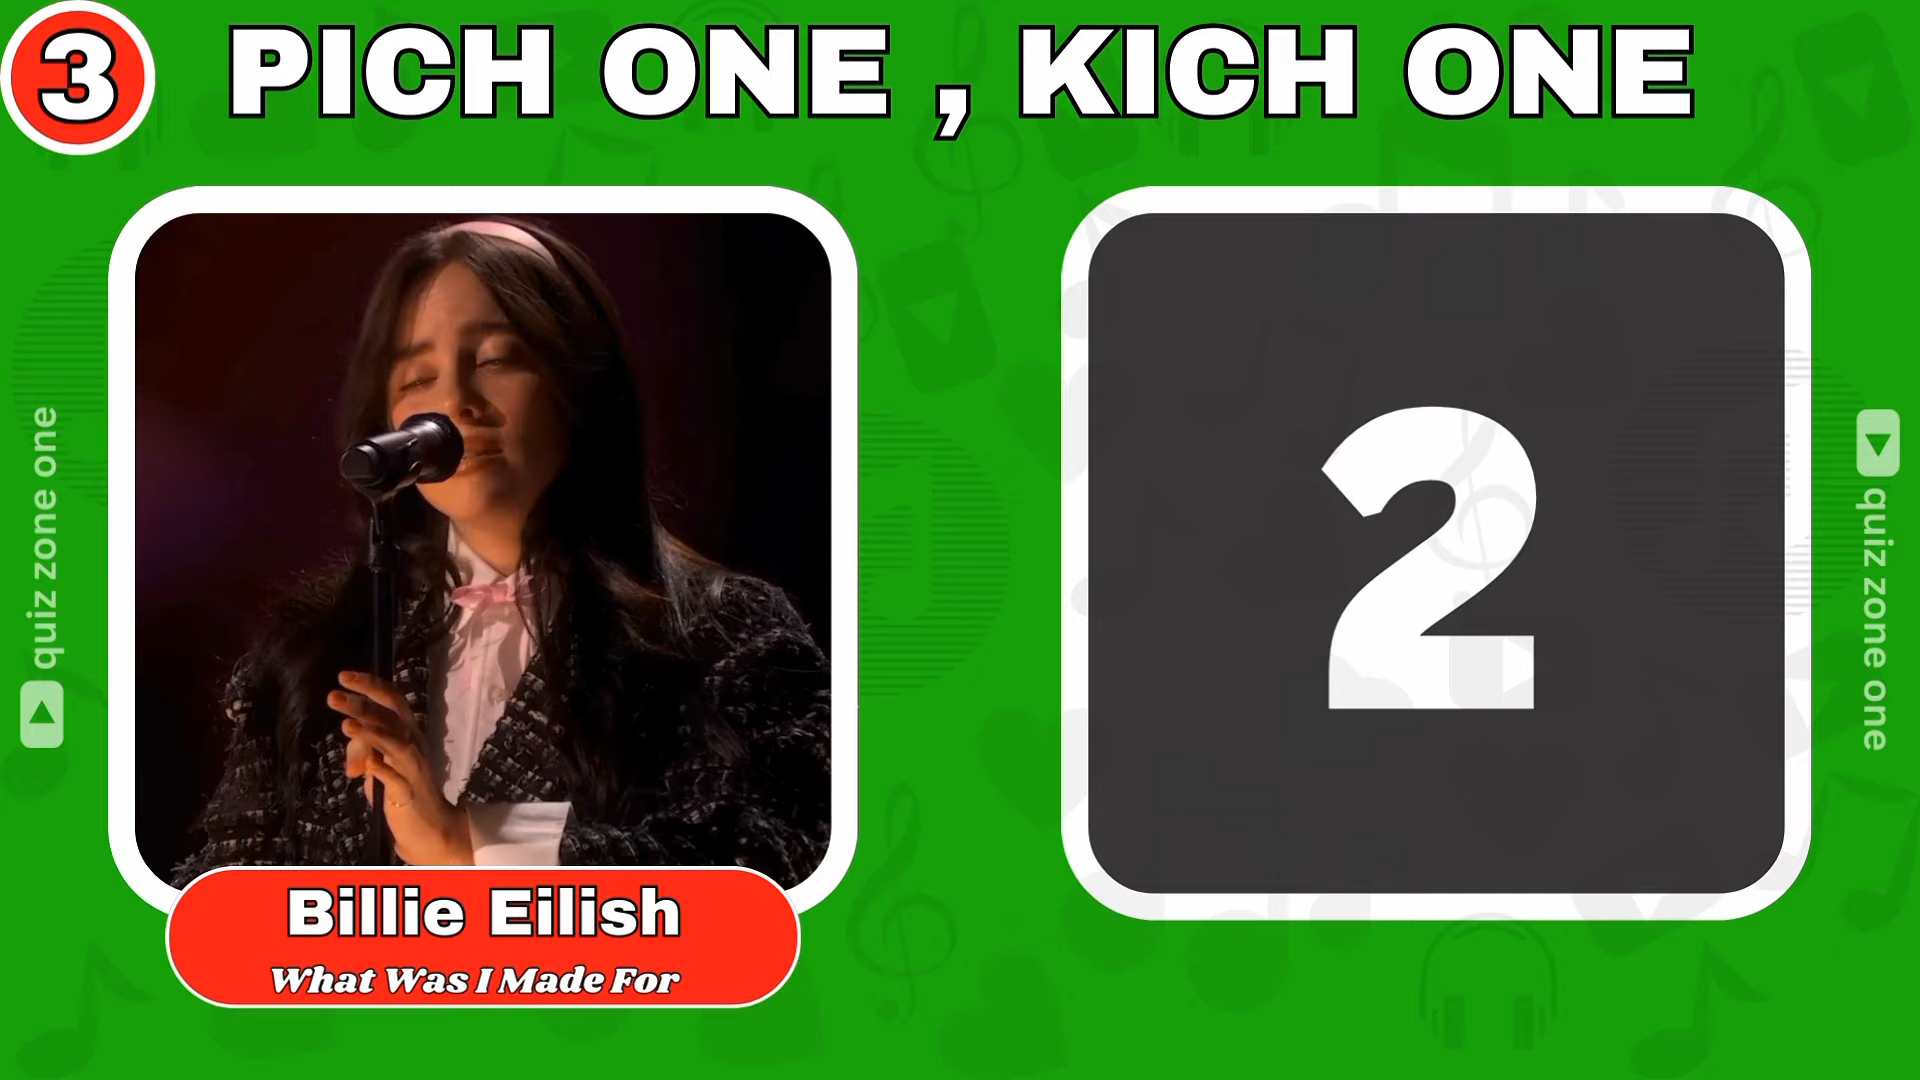 3
PICH ONE , KICH ONE
quiz zone one
2
quiz zone one
Billie Eilish
What Was I Made For